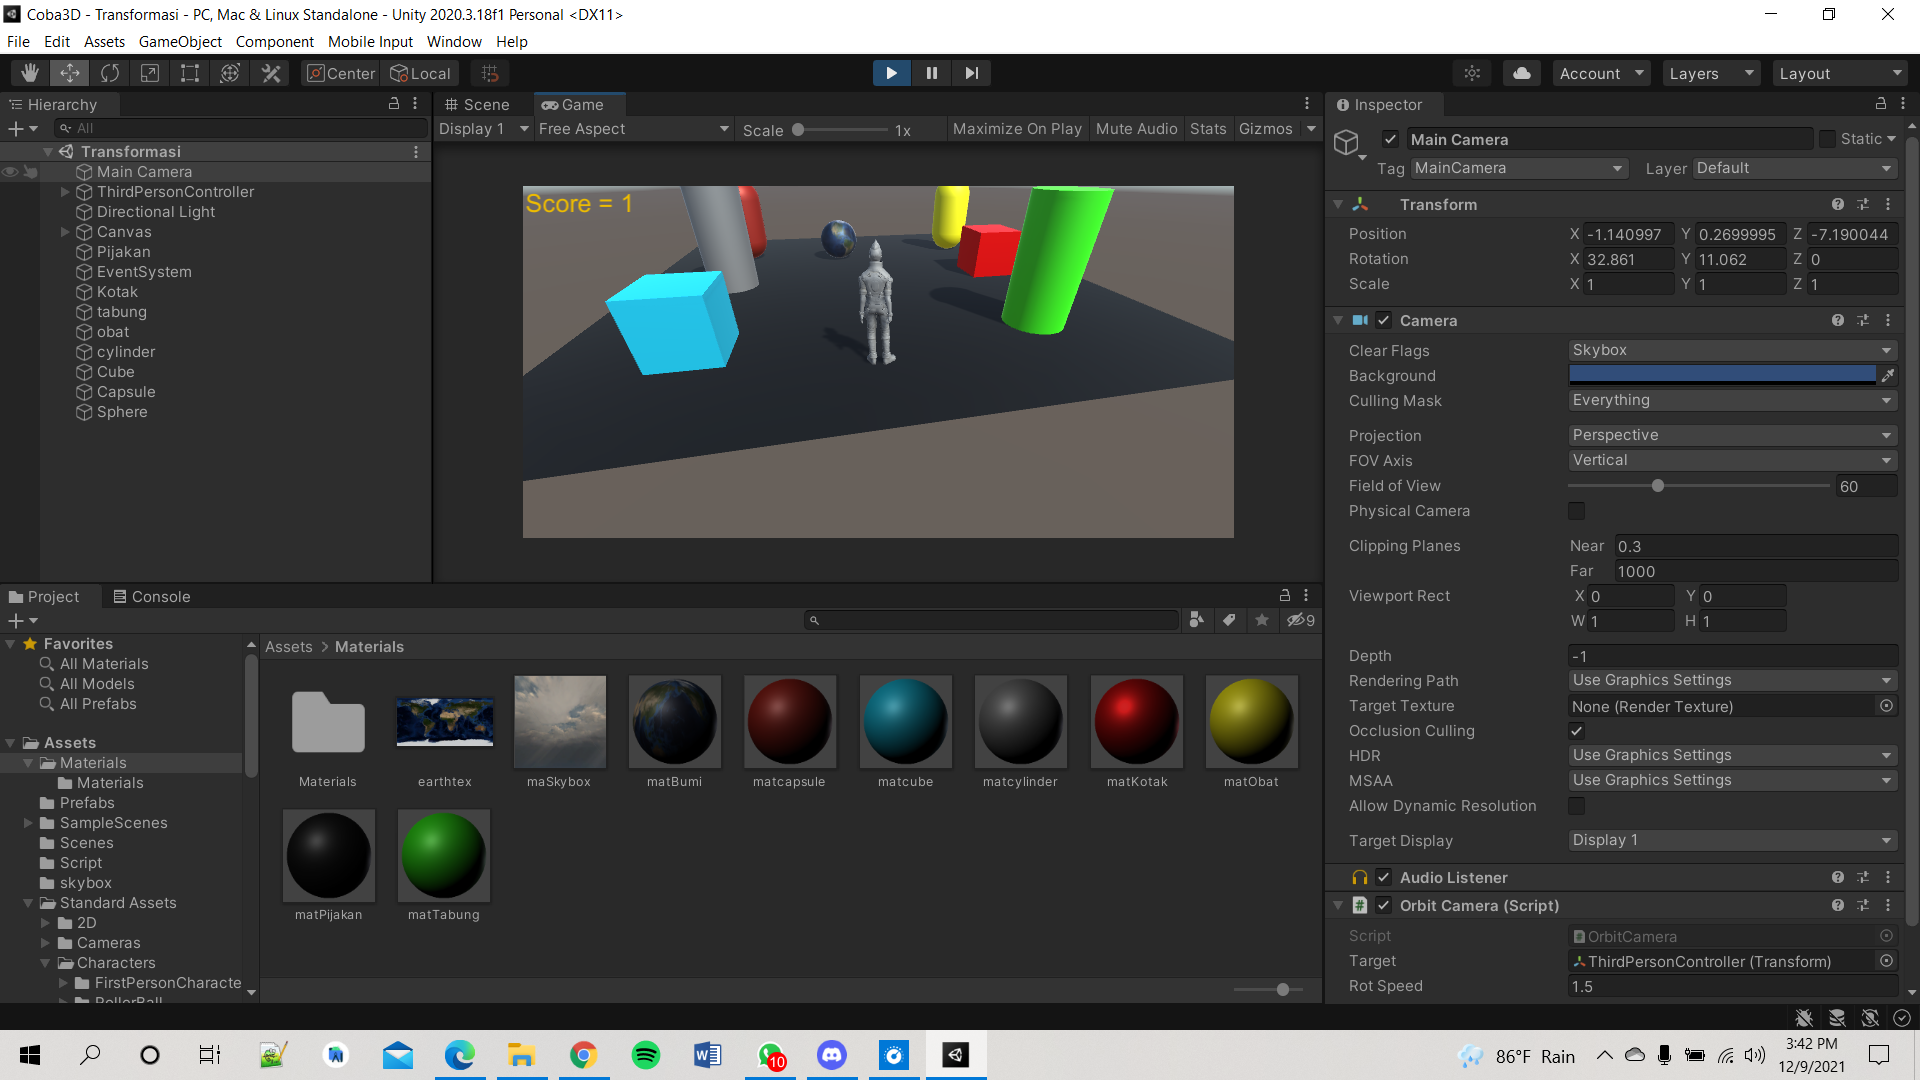 Coba3D - Transformasi - PC, Mac & Linux Standalone - Unity 2020.3.18f1 Personal <DX11>
File Edit Assets GameObject Component Mobile Input Window Help
Center Local Account Layers Layout
Hierarchy
All
Transformasi
Main Camera
ThirdPersonController
Directional Light
Canvas
Pijakan
EventSystem
Kotak
tabung
obat
cylinder
Cube
Capsule
Sphere
Scene Game
Display 1 Free Aspect Scale 1x Maximize On Play Mute Audio Stats Gizmos
Score = 1
Inspector
Main Camera Static
Tag MainCamera Layer Default
Transform
Position X -1.140997 Y 0.2699995 Z -7.190044
Rotation X 32.861 Y 11.062 Z 0
Scale X 1 Y 1 Z 1
Camera
Clear Flags Skybox
Background
Culling Mask Everything
Projection Perspective
FOV Axis Vertical
Field of View 60
Physical Camera
Clipping Planes Near 0.3
Far 1000
Viewport Rect X 0 Y 0
W 1 H 1
Depth -1
Rendering Path Use Graphics Settings
Target Texture None (Render Texture)
Occlusion Culling
HDR Use Graphics Settings
MSAA Use Graphics Settings
Allow Dynamic Resolution
Target Display Display 1
Audio Listener
# Orbit Camera (Script)
Script # OrbitCamera
Target ThirdPersonController (Transform)
Rot Speed 1.5
Project Console
9
Favorites
All Materials
All Models
All Prefabs
Assets
Materials
Materials
Prefabs
SampleScenes
Scenes
Script
skybox
Standard Assets
2D
Cameras
Characters
FirstPersonCharacte
RollerBall
Assets > Materials
Materials earthtex maSkybox matBumi matcapsule matcube matcylinder matKotak matObat
matPijakan matTabung
10
86°F Rain
3:42 PM
12/9/2021